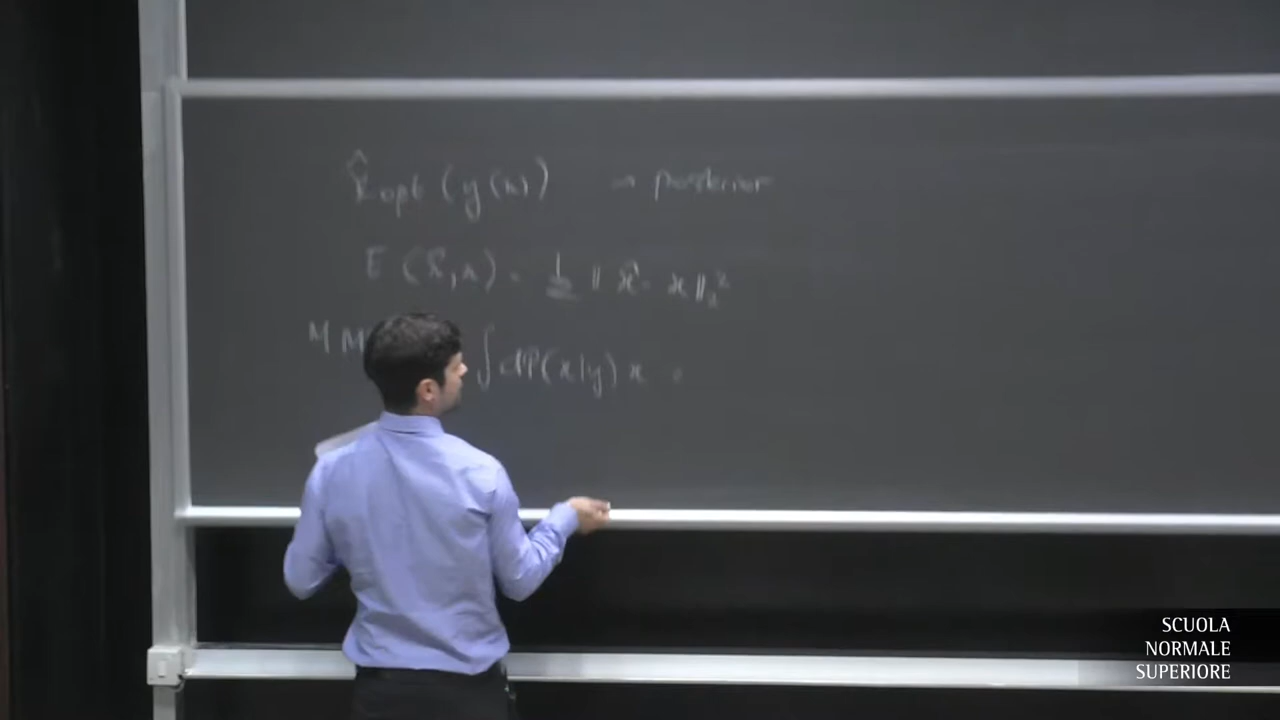 x̂opt (y(x)) → posterior
E (x̂,x) = 1/2 || x̂ - x ||₂²
MM ∫ dP(x|y) x =
SCUOLA
NORMALE
SUPERIORE